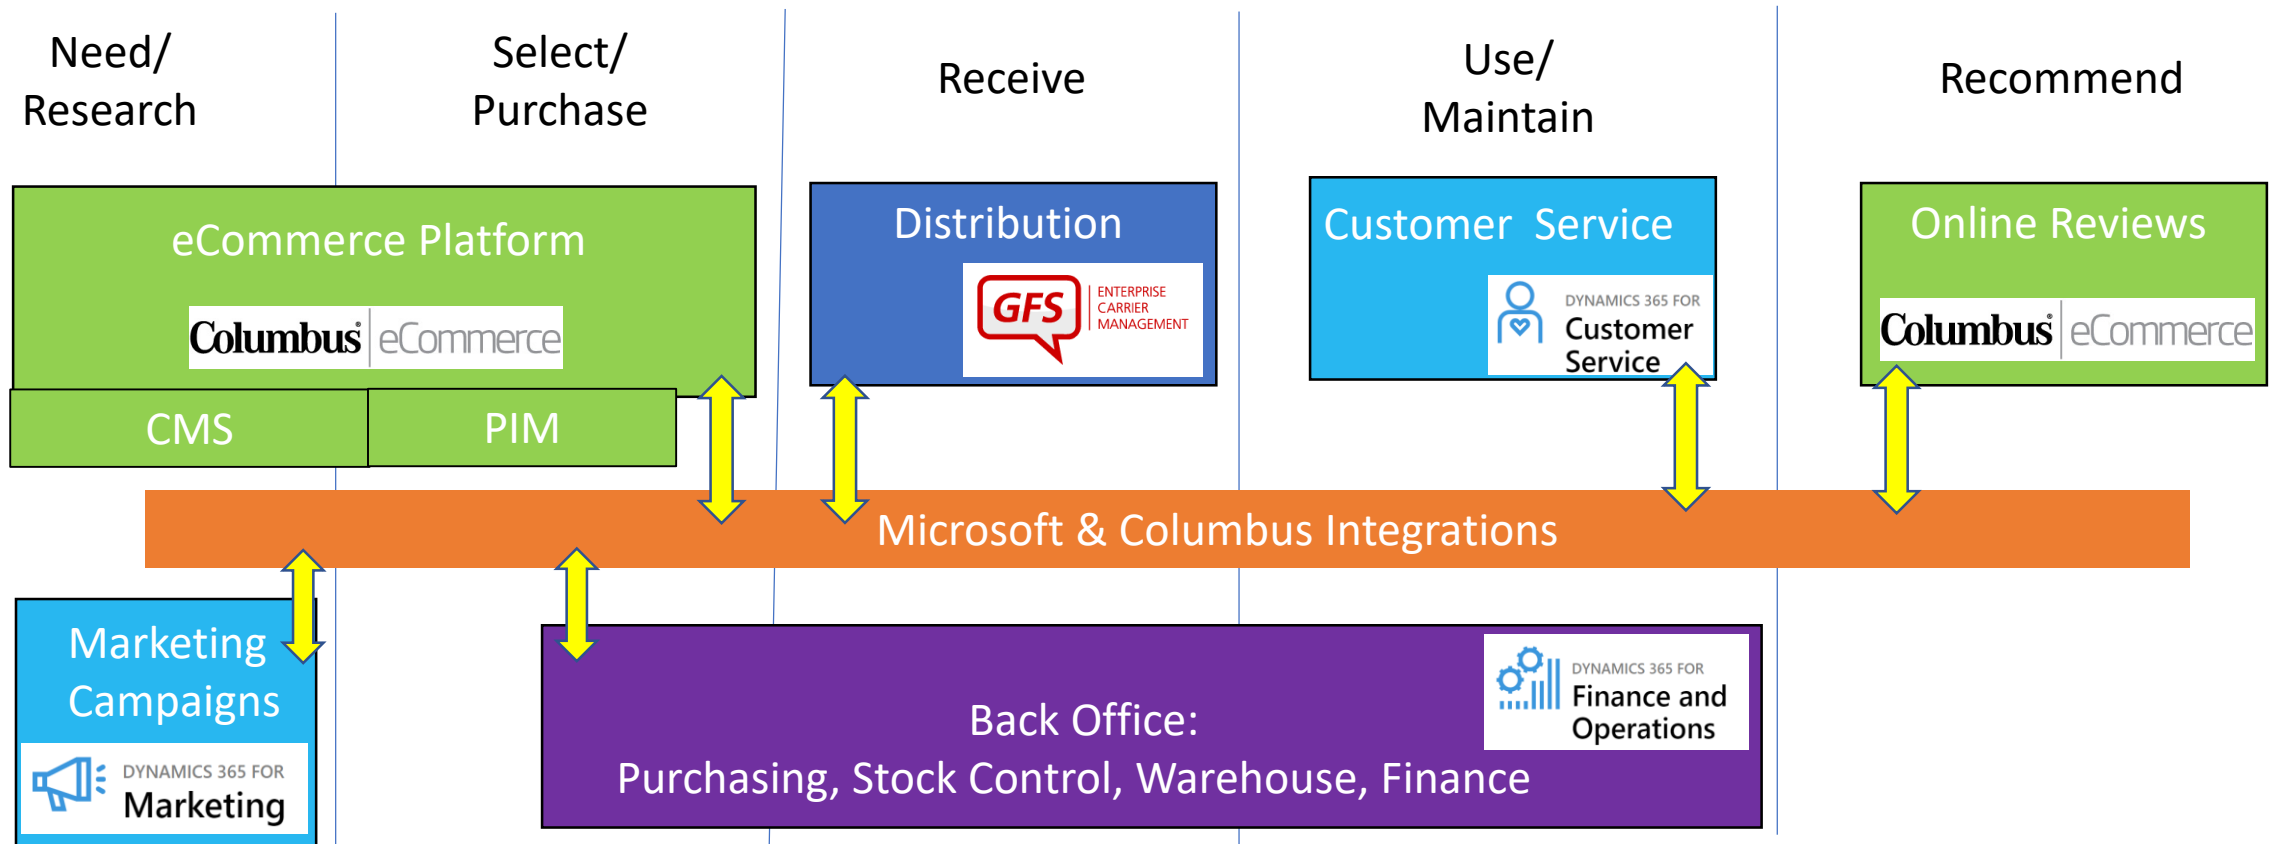 Need/
Research
Select/
Purchase
Receive
Use/
Maintain
Recommend
eCommerce Platform
Columbus® eCommerce
CMS
PIM
Distribution
GFS
ENTERPRISE
CARRIER
MANAGEMENT
Customer Service
DYNAMICS 365 FOR
Customer
Service
Online Reviews
Columbus® eCommerce
Microsoft & Columbus Integrations
Marketing
Campaigns
DYNAMICS 365 FOR
Marketing
Back Office:
Purchasing, Stock Control, Warehouse, Finance
DYNAMICS 365 FOR
Finance and
Operations